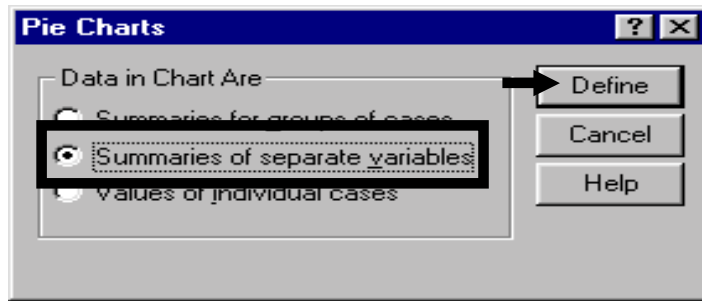 Pie Charts
Data in Chart Are
Summaries for groups of cases
Summaries of separate variables
Values of individual cases
Define
Cancel
Help